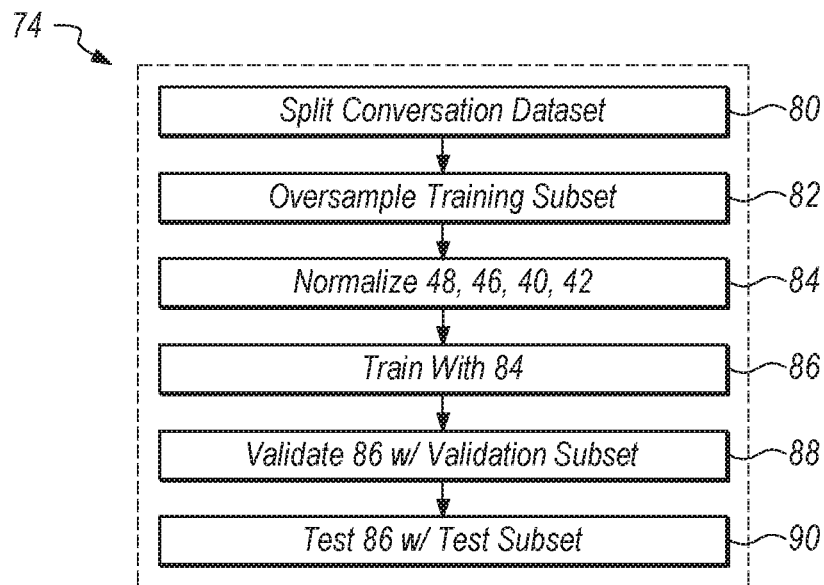 74
Split Conversation Dataset 80
Oversample Training Subset 82
Normalize 48, 46, 40, 42 84
Train With 84 86
Validate 86 w/ Validation Subset 88
Test 86 w/ Test Subset 90